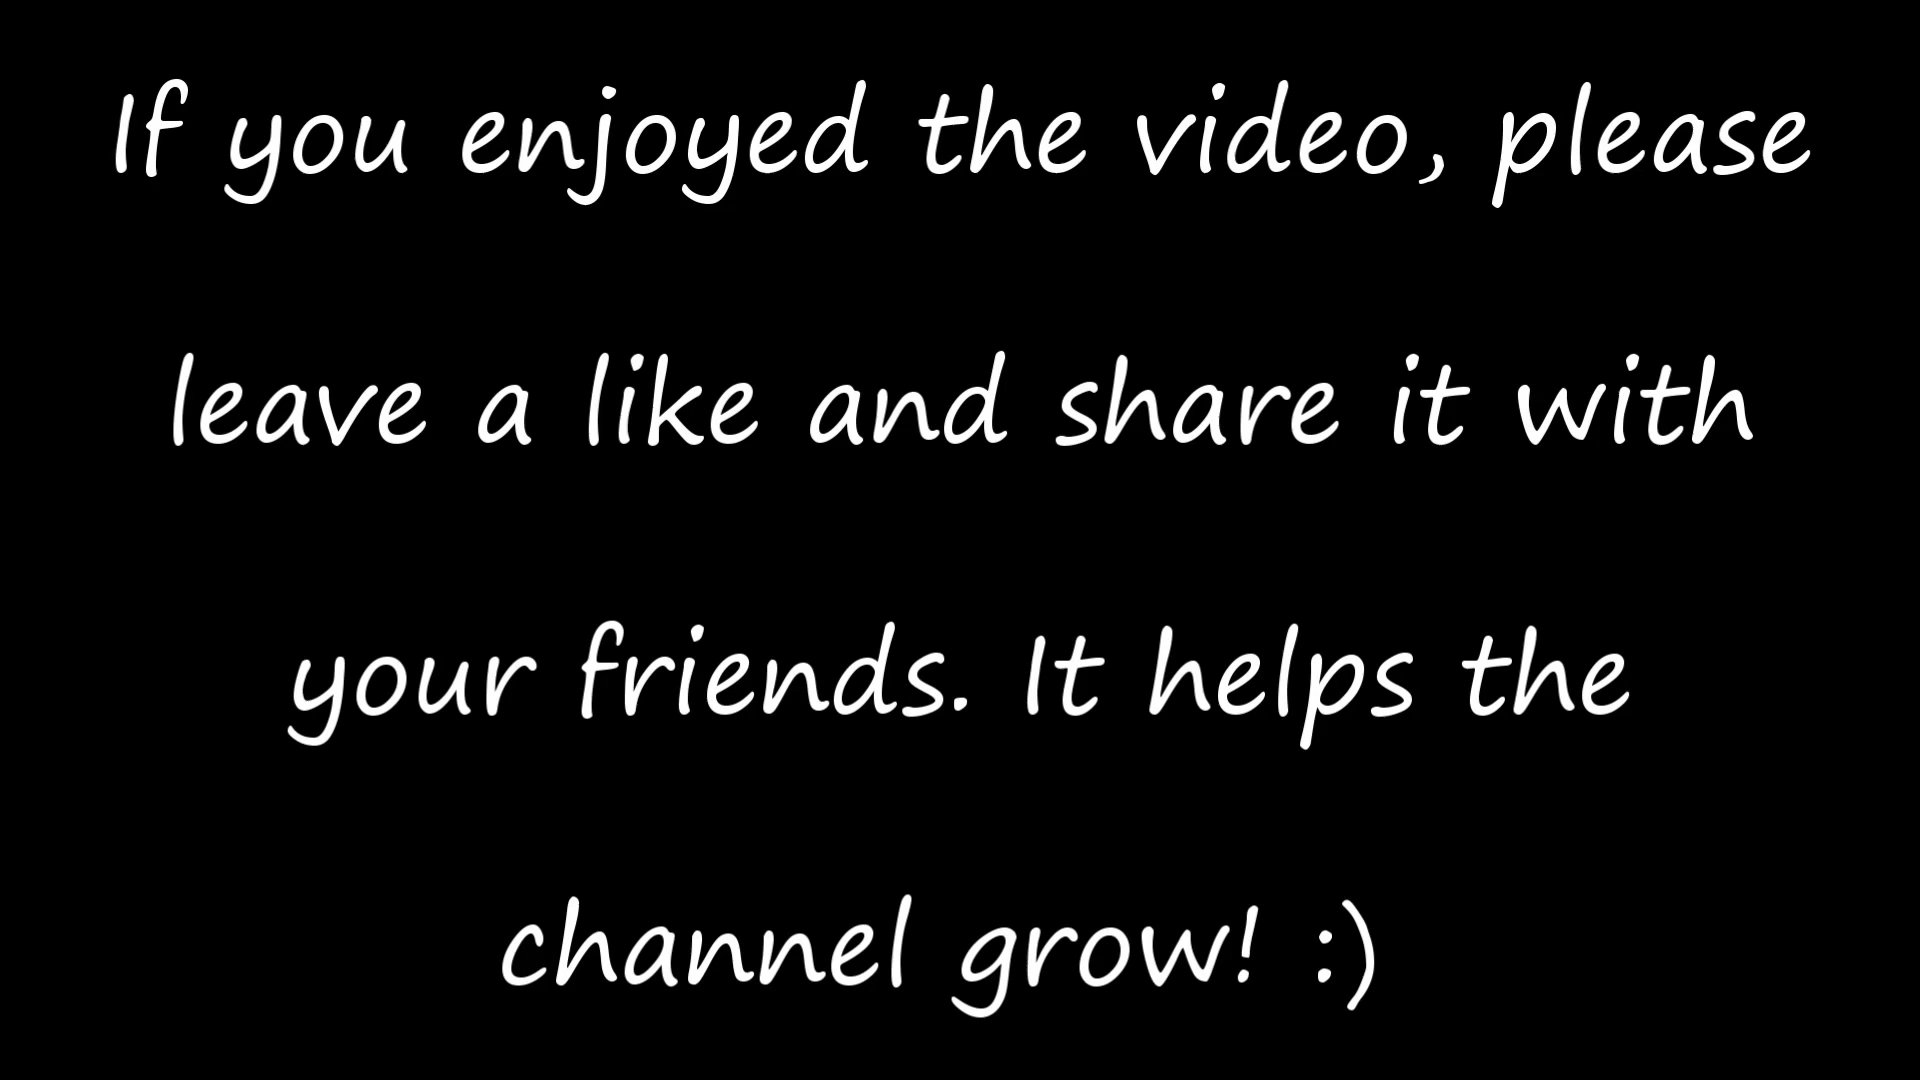 If you enjoyed the video, please
leave a like and share it with
your friends. It helps the
channel grow! :)